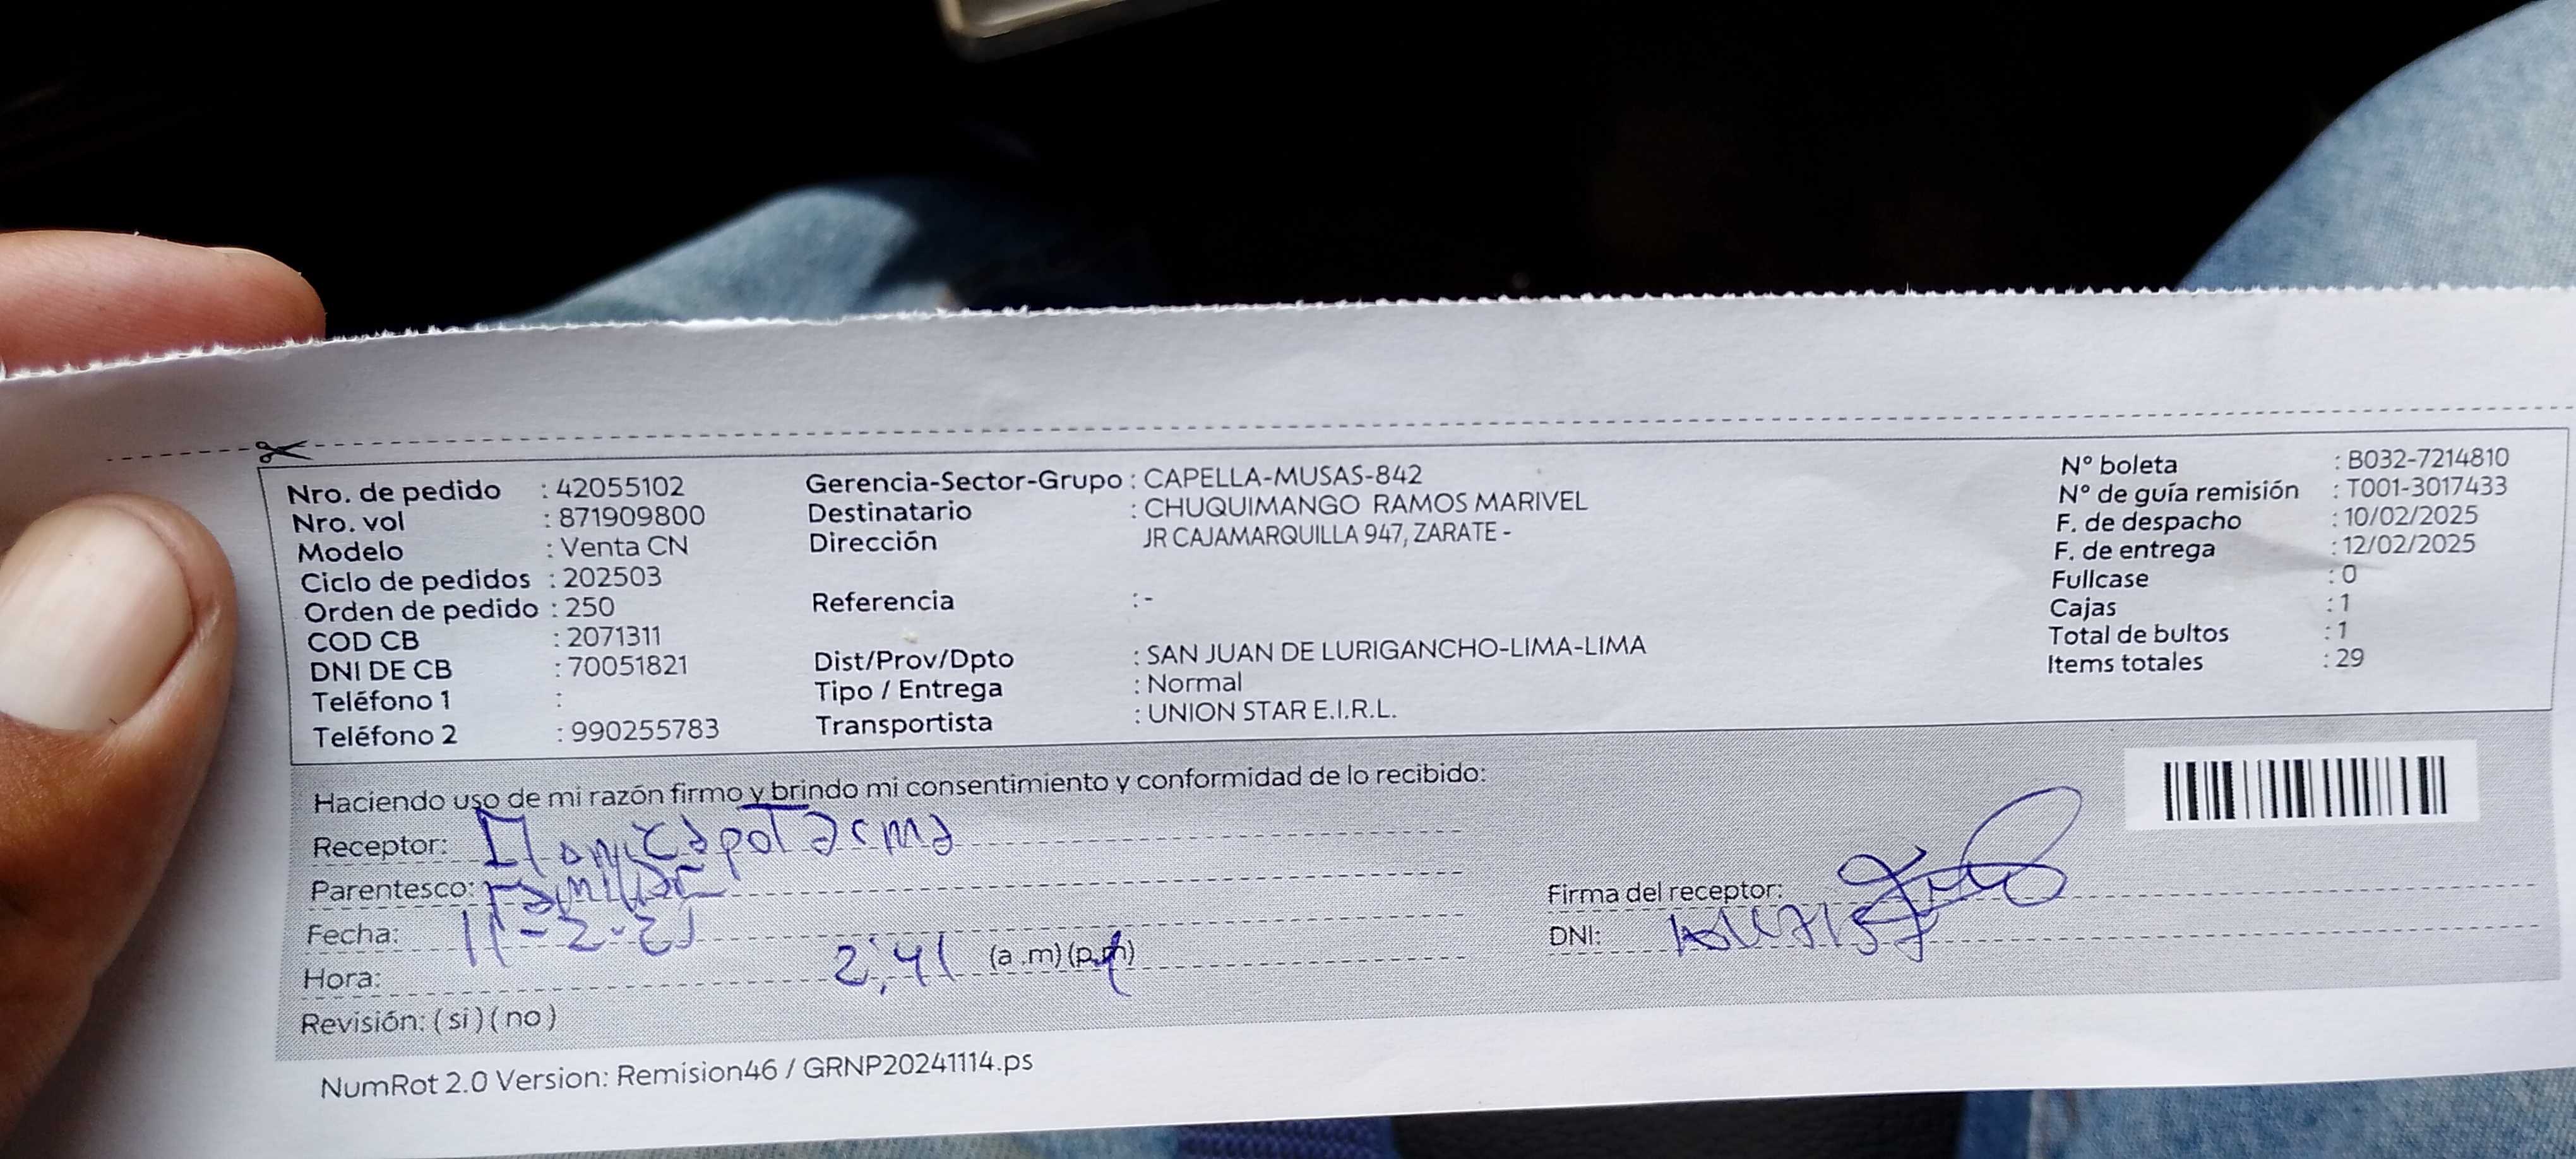 Nro. de pedido : 42055102
Nro. vol : 871909800
Modelo : Venta CN
Ciclo de pedidos : 202503
Orden de pedido : 250
COD CB : 2071311
DNI DE CB : 70051821
Teléfono 1 :
Teléfono 2 : 990255783
Gerencia-Sector-Grupo : CAPELLA-MUSAS-842
Destinatario : CHUQUIMANGO RAMOS MARIVEL
Dirección JR CAJAMARQUILLA 947, ZARATE -
Referencia : -
Dist/Prov/Dpto : SAN JUAN DE LURIGANCHO-LIMA-LIMA
Tipo / Entrega : Normal
Transportista : UNION STAR E.I.R.L.
N° boleta : B032-7214810
N° de guía remisión : T001-3017433
F. de despacho : 10/02/2025
F. de entrega : 12/02/2025
Fullcase : 0
Cajas : 1
Total de bultos : 1
Items totales : 29
Haciendo uso de mi razón firmo y brindo mi consentimiento y conformidad de lo recibido:
Receptor:
Parentesco: Familiar
Fecha: 11-2-25
Hora: 2:41 (a .m) (p.m)
Revisión: ( si ) ( no )
Firma del receptor:
DNI:
NumRot 2.0 Version: Remision46 / GRNP20241114.ps